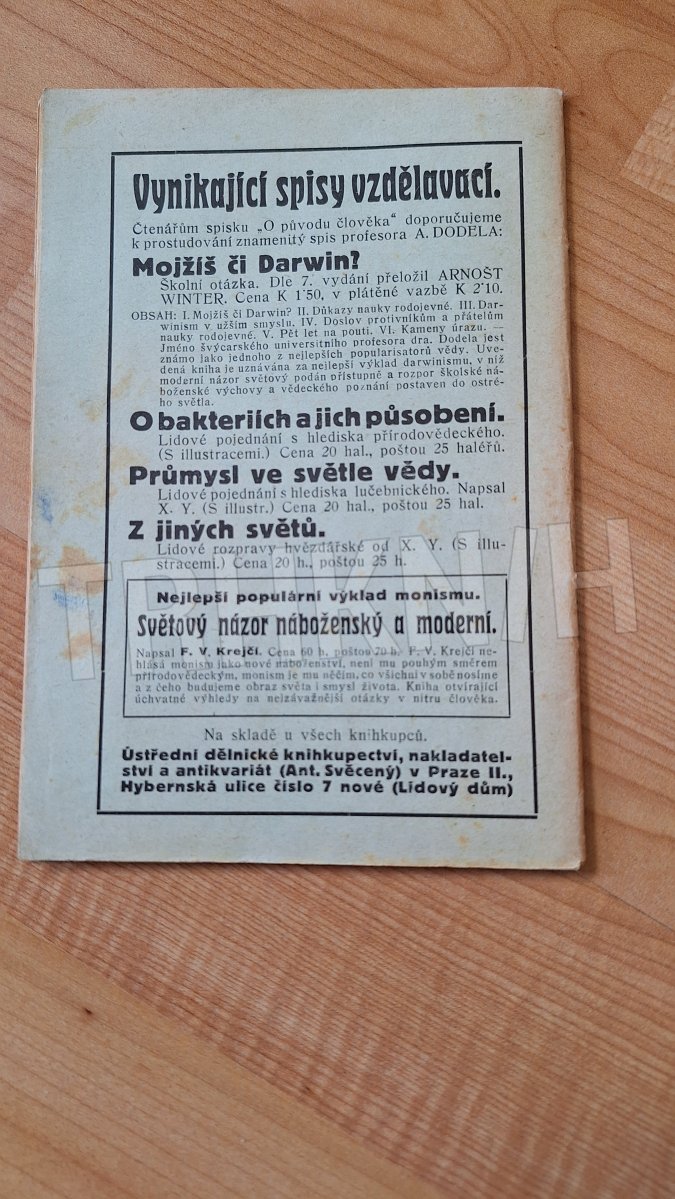 Vynikající spisy vzdělavací.
Čtenářům spisku „O původu člověka“ doporučujeme
k prostudování znamenitý spis profesora A. DODELA:
Mojžíš či Darwin?
Školní otázka. Dle 7. vydání přeložil ARNOŠT
WINTER. Cena K 1˙50, v plátěné vazbě K 2˙10.
OBSAH: I. Mojžíš či Darwin? II. Důkazy nauky rodojevné. III. Dar-
winism v užším smyslu. IV. Doslov protivníkům a přátelům
nauky rodojevné. V. Pět let na pouti. VI. Kameny úrazu. —
Jméno švýcarského universitního profesora dra. Dodela jest
známo jako jednoho z nejlepších popularisatorů vědy. Uve-
dená kniha je uznávána za nejlepší výklad darwinismu, v níž
moderní názor světový podán přístupně a rozpor školské ná-
boženské výchovy a vědeckého poznání postaven do ostré-
ho světla.
O bakteriích a jich působení.
Lidové pojednání s hlediska přírodovědeckého.
(S illustracemi.) Cena 20 hal., poštou 25 haléřů.
Průmysl ve světle vědy.
Lidové pojednání s hlediska lučebnického. Napsal
X. Y. (S illustr.) Cena 20 hal., poštou 25 hal.
Z jiných světů.
Lidové rozpravy hvězdářské od X. Y. (S illu-
stracemi.) Cena 20 h., poštou 25 h.
Nejlepší populární výklad monismu.
Světový názor náboženský a moderní.
Napsal F. V. Krejčí. Cena 60 h., poštou 70 h. F. V. Krejčí ne-
hlásá monism jako nové náboženství, není mu pouhým směrem
přírodovědeckým, monism je mu něčím, co všichni v sobě nosíme
a z čeho budujeme obraz světa i smysl života. Kniha otvírající
úchvatné výhledy na nejzávažnější otázky v nitru člověka.
Na skladě u všech knihkupců.
Ústřední dělnické knihkupectví, nakladatel-
ství a antikvariát (Ant. Svěcený) v Praze II.,
Hybernská ulice číslo 7 nové (Lidový dům)